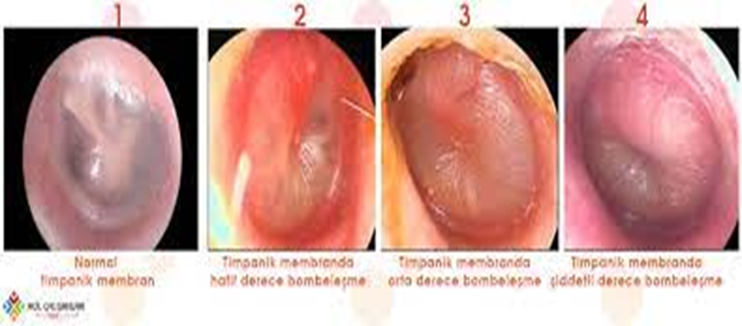 1
2
3
4
Normal
timpanik membran
Timpanik membranda
hafif derece bombeleşme
Timpanik membranda
orta derece bombeleşme
Timpanik membranda
şiddetli derece bombeleşme